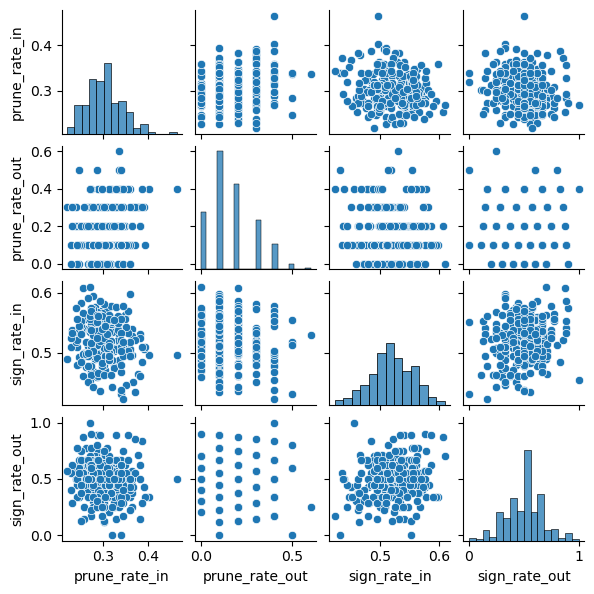 prune_rate_in
0.4
0.3
prune_rate_out
0.6
0.4
0.2
0.0
sign_rate_in
0.6
0.5
sign_rate_out
1.0
0.5
0.0
0.3 0.4 0.0 0.5 0.5 0.6 0 1
prune_rate_in prune_rate_out sign_rate_in sign_rate_out